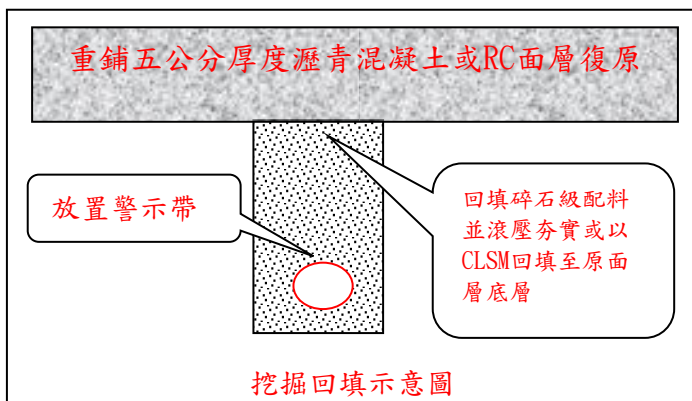 重鋪五公分厚度瀝青混凝土或RC面層復原
放置警示帶
回填碎石級配料
並滾壓夯實或以
CLSM回填至原面
層底層
挖掘回填示意圖